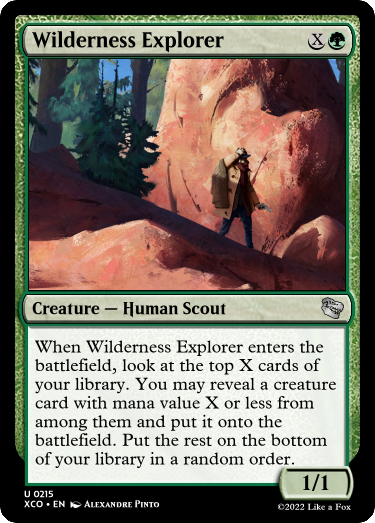 Wilderness Explorer X
Creature — Human Scout
When Wilderness Explorer enters the
battlefield, look at the top X cards of
your library. You may reveal a creature
card with mana value X or less from
among them and put it onto the
battlefield. Put the rest on the bottom
of your library in a random order.
1/1
U 0215
XCO • EN Alexandre Pinto
©2022 Like a Fox